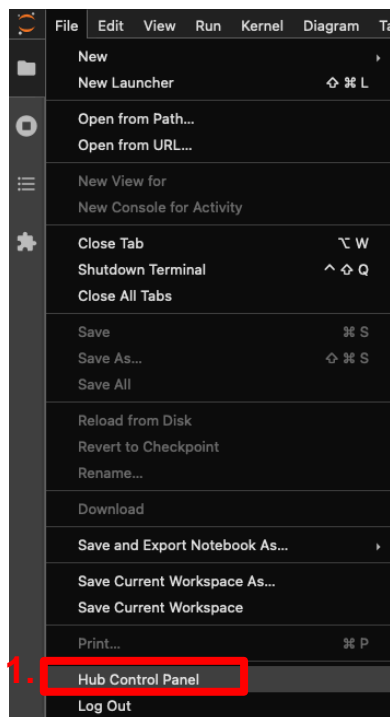 File Edit View Run Kernel Diagram Ta
New
New Launcher ⇧ ⌘ L
Open from Path...
Open from URL...
New View for
New Console for Activity
Close Tab ⌥ W
Shutdown Terminal ^ ⇧ Q
Close All Tabs
Save ⌘ S
Save As... ⇧ ⌘ S
Save All
Reload from Disk
Revert to Checkpoint
Rename...
Download
Save and Export Notebook As...
Save Current Workspace As...
Save Current Workspace
Print... ⌘ P
1. Hub Control Panel
Log Out